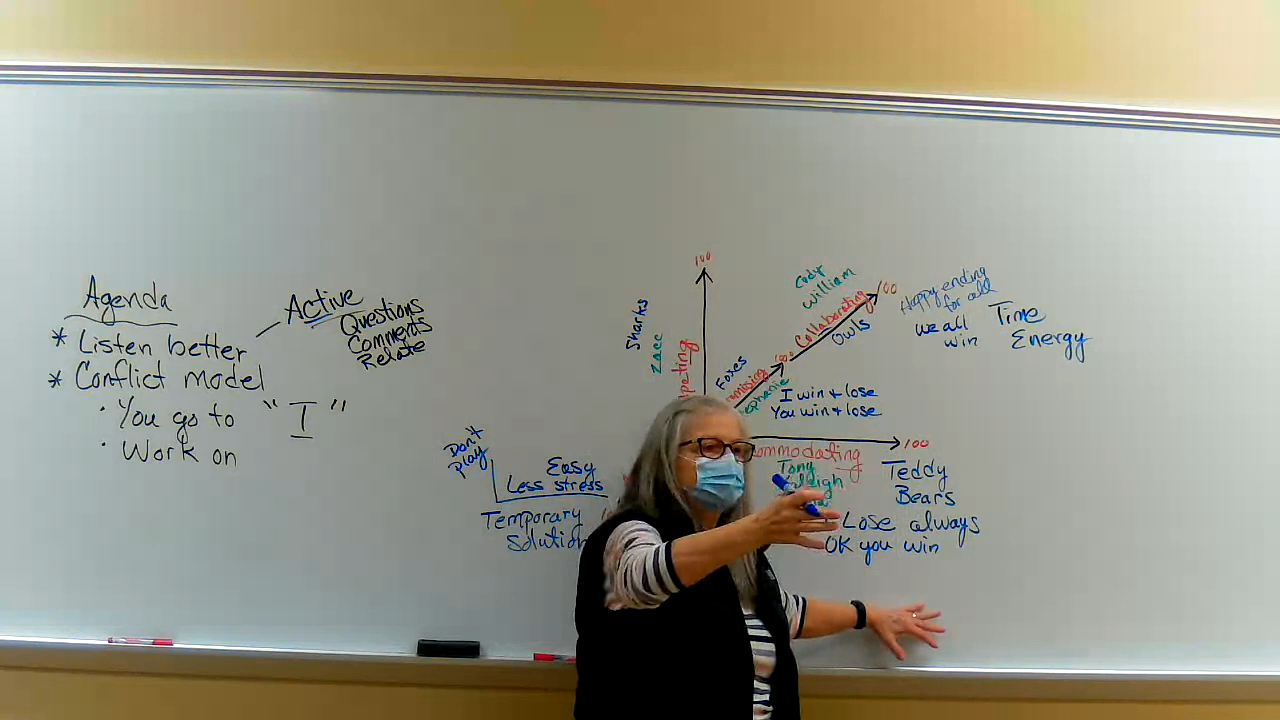 Agenda
* Listen better
* Conflict model
· You go to "I"
· Work on
Active
Questions
Comments
Relate
Don't
Play
Easy
Less stress
Temporary
Solution
100
Sharks
Zacc
Foxes
Cody
William
Collaborating
100
Owls
Happy ending
for all
we all
win
Time
Energy
I win & lose
You win & lose
100
Tony
Teddy
Bears
Lose always
OK you win